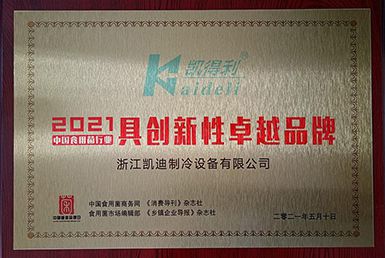 凯得利
Kaideli
2021
中国食用菌行业
具创新性卓越品牌
浙江凯迪制冷设备有限公司
中国食用菌商务网 《消费导刊》杂志社
食用菌市场编辑部 《乡镇企业导报》杂志社
二零二一年五月十日